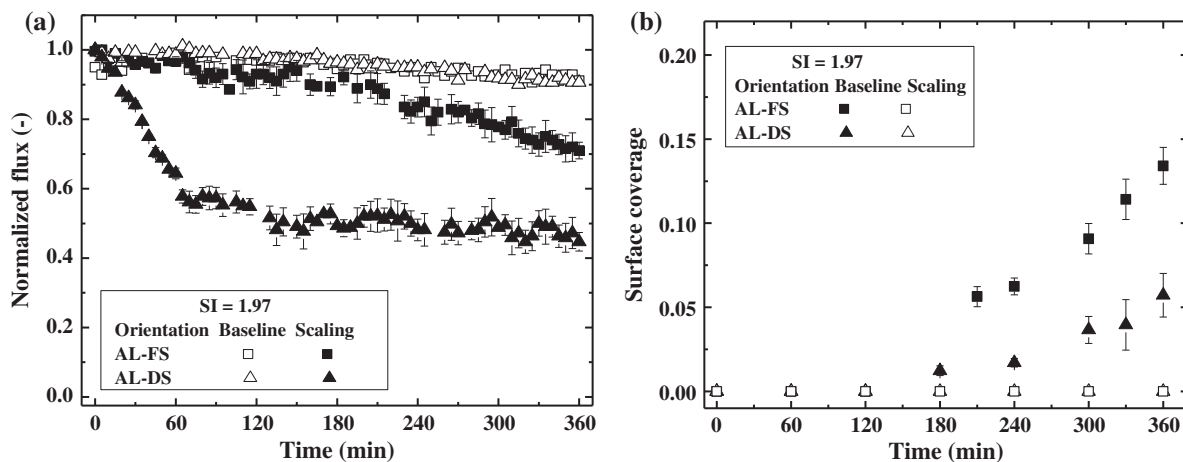 (a)
1.0
0.8
0.6
0.4
0.2
0.0
Normalized flux (-)
SI = 1.97
Orientation Baseline Scaling
AL-FS
AL-DS
0 60 120 180 240 300 360
Time (min)
(b)
0.20
0.15
0.10
0.05
0.00
Surface coverage
SI = 1.97
Orientation Baseline Scaling
AL-FS
AL-DS
0 60 120 180 240 300 360
Time (min)